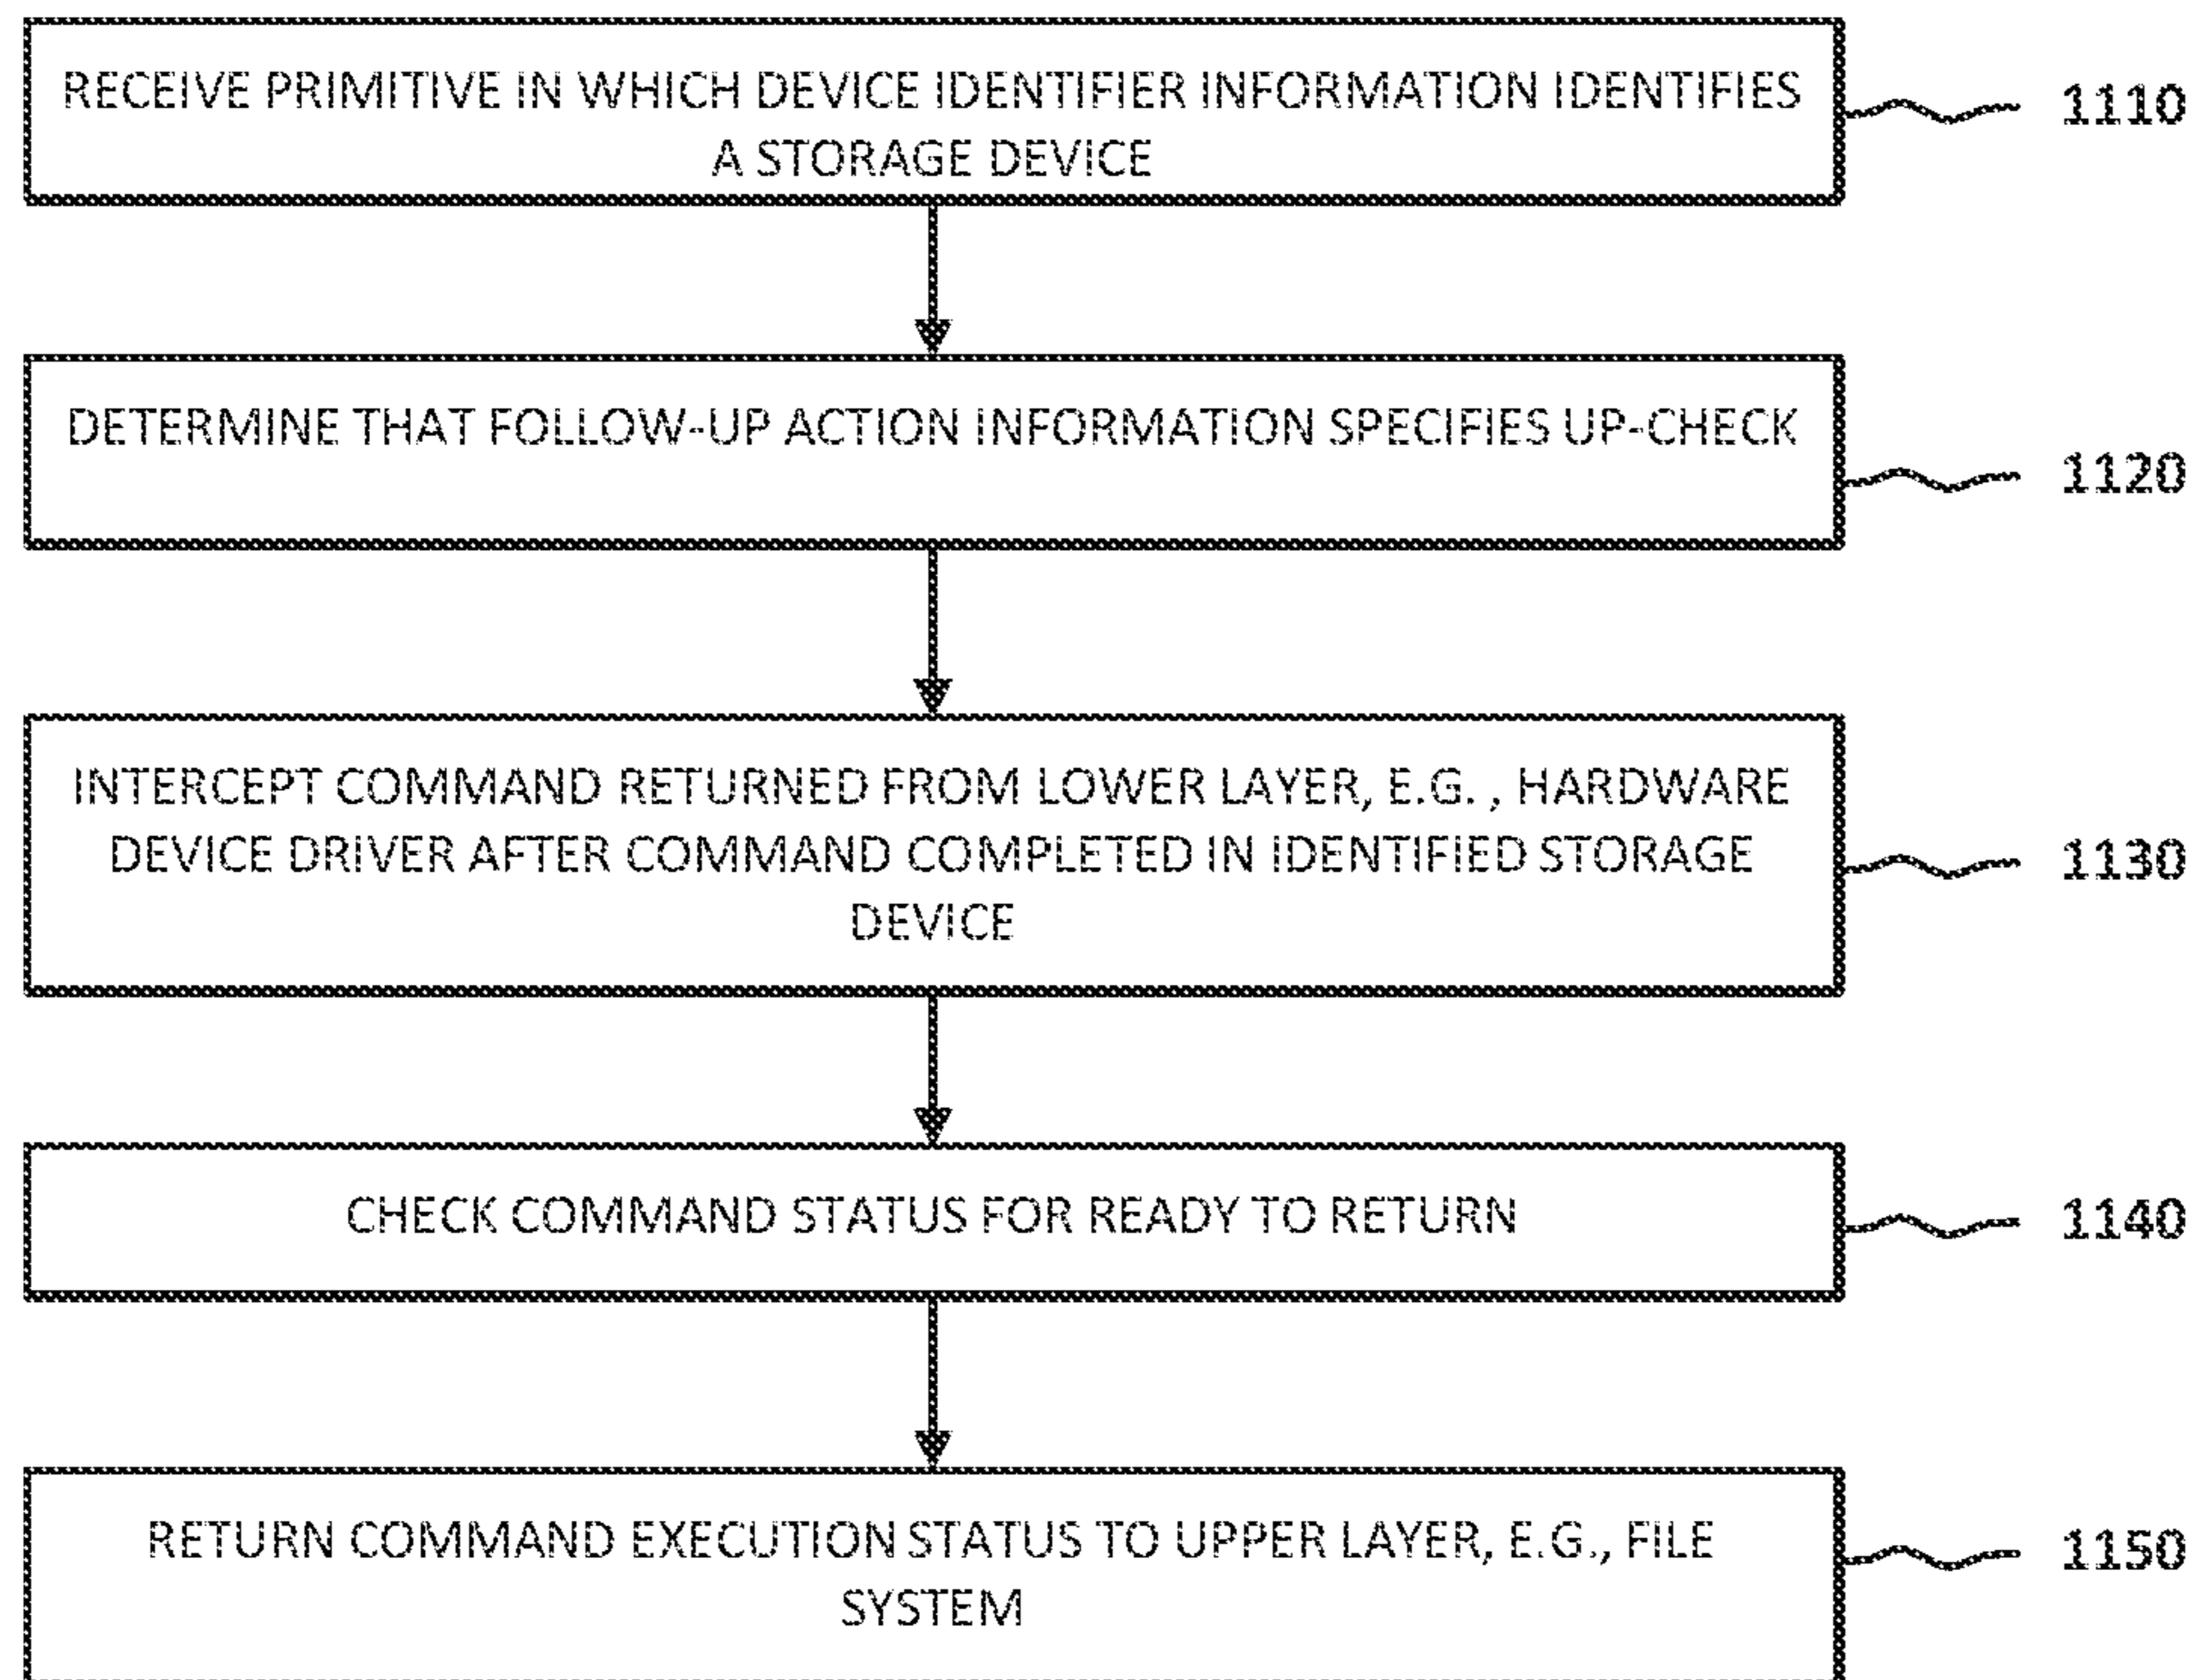 RECEIVE PRIMITIVE IN WHICH DEVICE IDENTIFIER INFORMATION IDENTIFIES
A STORAGE DEVICE
1110
DETERMINE THAT FOLLOW-UP ACTION INFORMATION SPECIFIES UP-CHECK
1120
INTERCEPT COMMAND RETURNED FROM LOWER LAYER, E.G. , HARDWARE
DEVICE DRIVER AFTER COMMAND COMPLETED IN IDENTIFIED STORAGE
DEVICE
1130
CHECK COMMAND STATUS FOR READY TO RETURN
1140
RETURN COMMAND EXECUTION STATUS TO UPPER LAYER, E.G., FILE
SYSTEM
1150